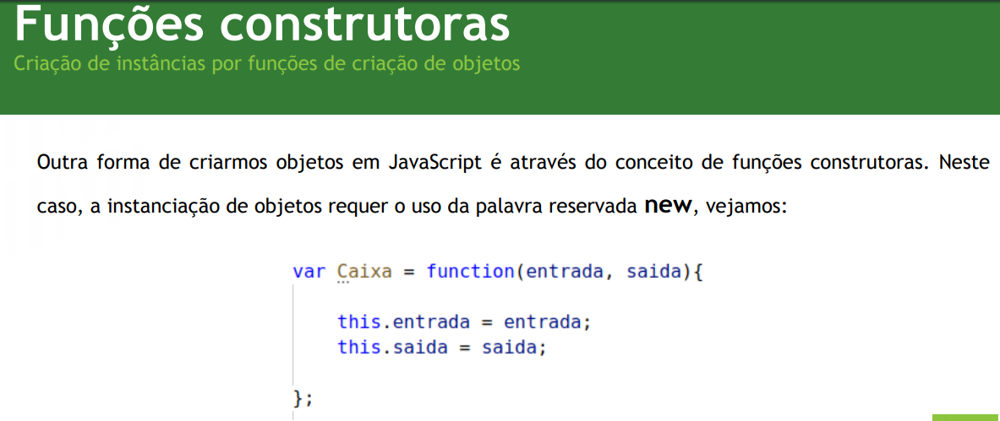 Funções construtoras
Criação de instâncias por funções de criação de objetos
Outra forma de criarmos objetos em JavaScript é através do conceito de funções construtoras. Neste
caso, a instanciação de objetos requer o uso da palavra reservada new, vejamos:
var Caixa = function(entrada, saida){
this.entrada = entrada;
this.saida = saida;
};